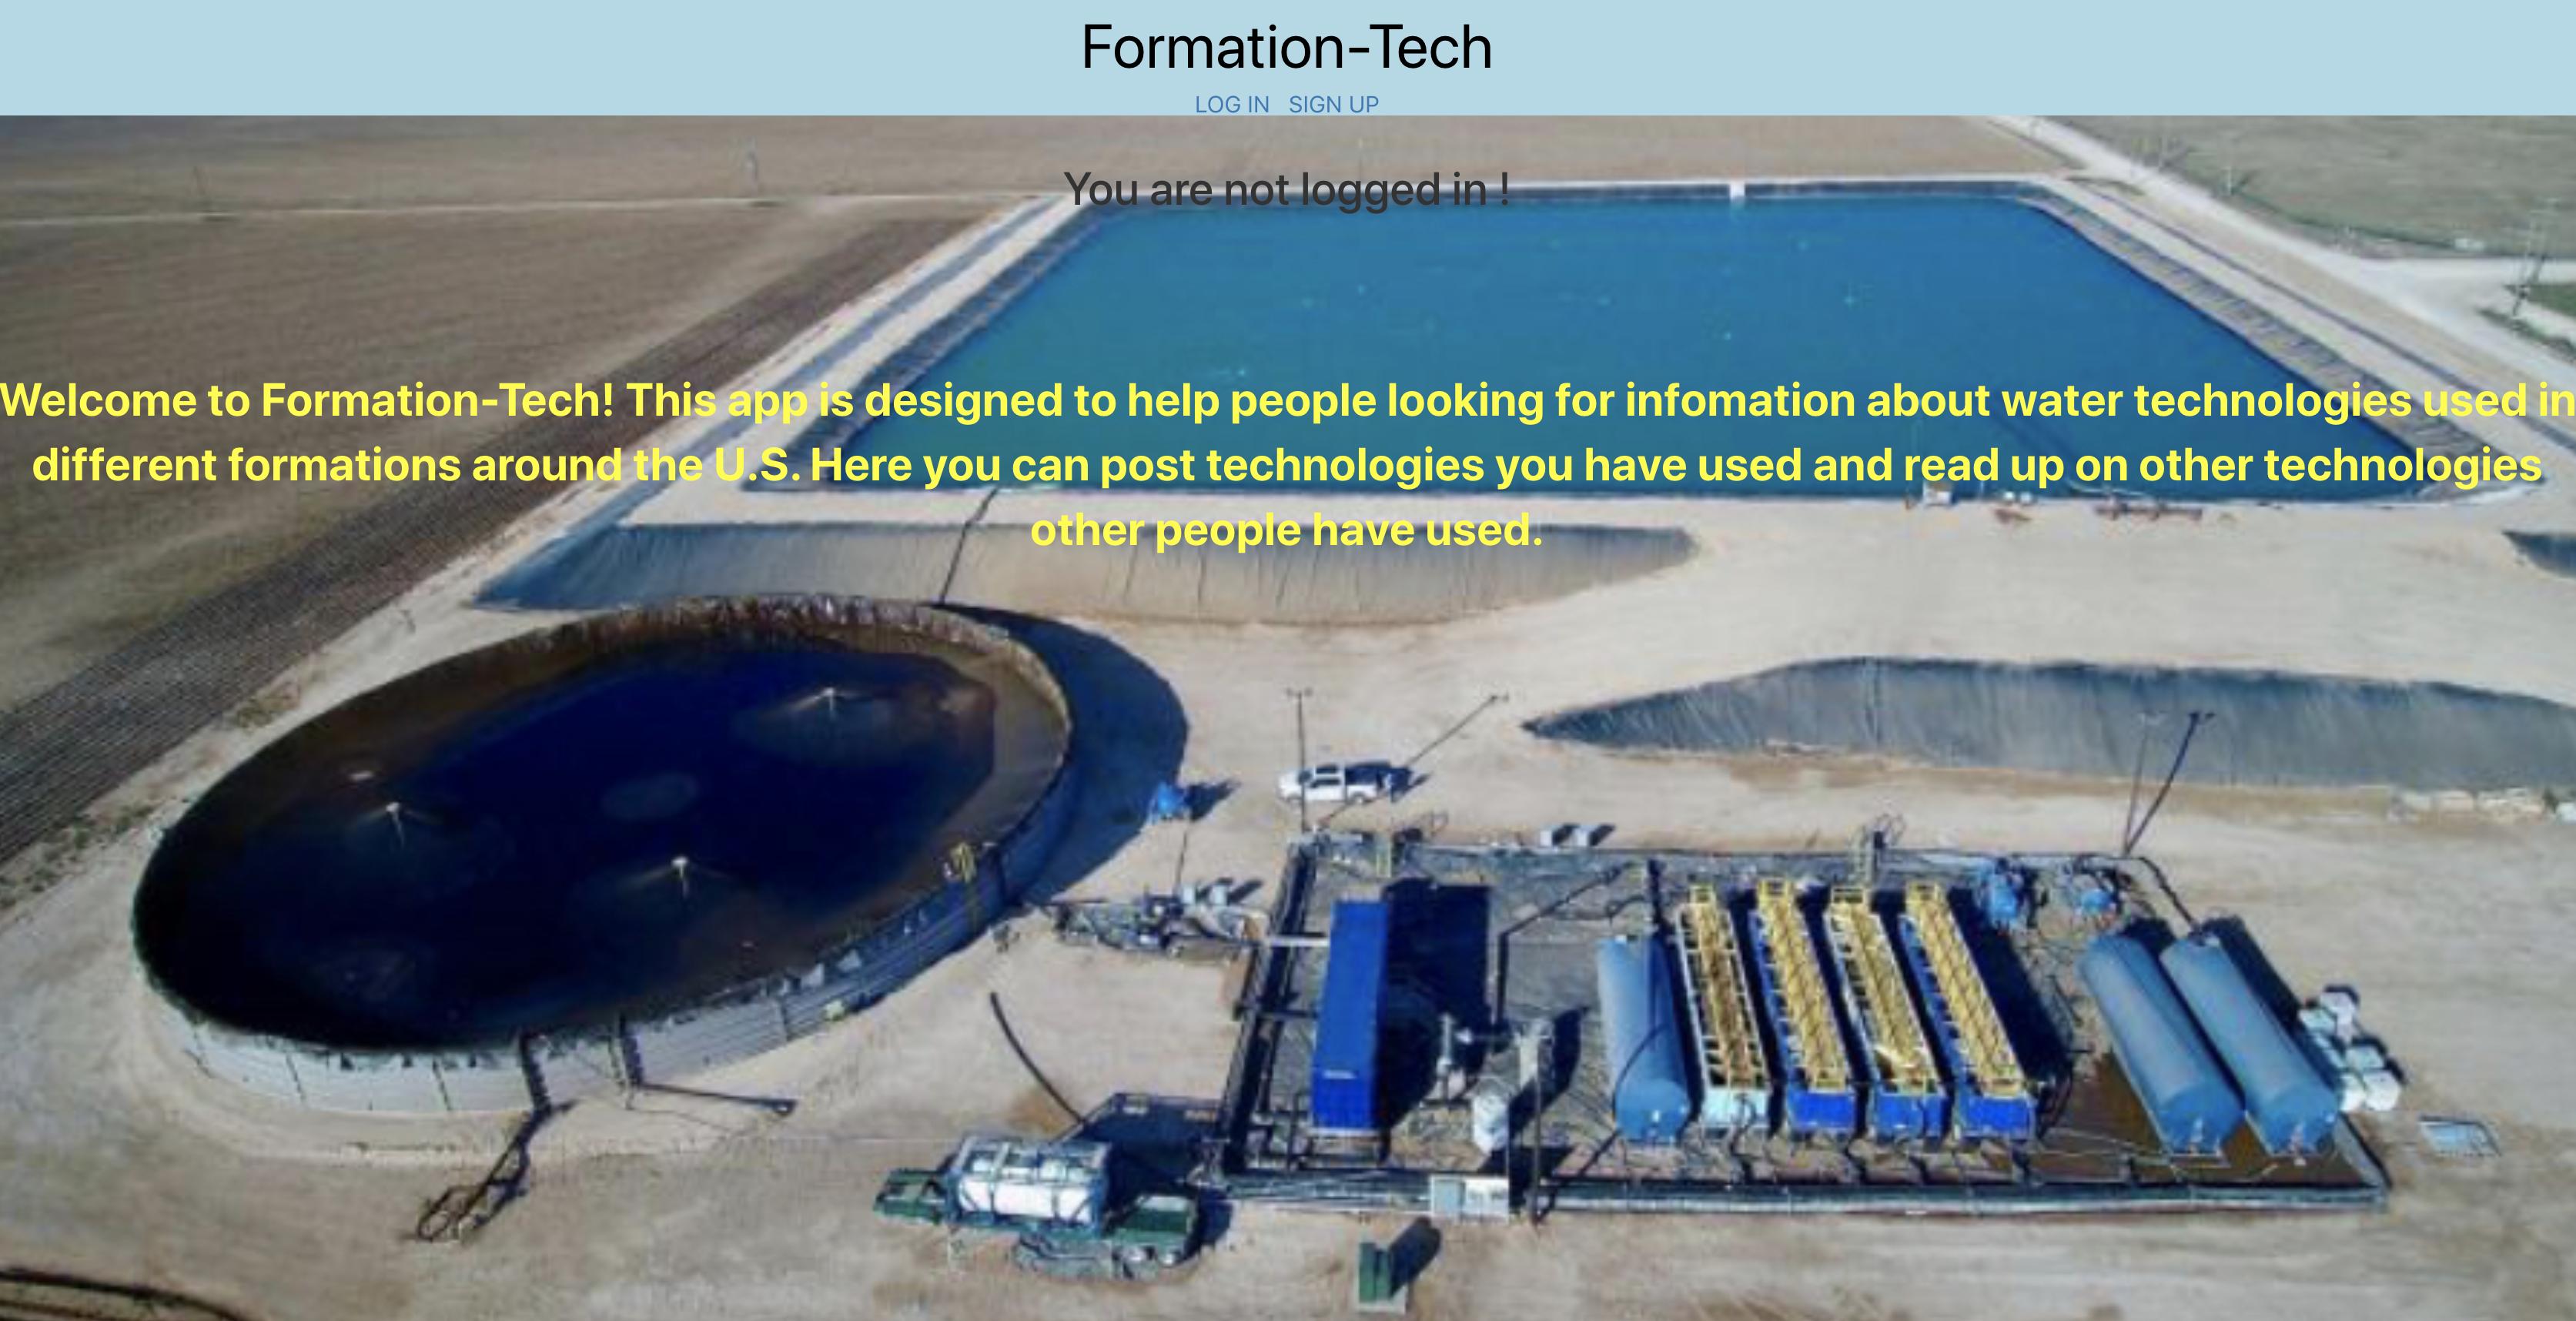 Formation-Tech
LOG IN SIGN UP
You are not logged in !
Welcome to Formation-Tech! This app is designed to help people looking for infomation about water technologies used in
different formations around the U.S. Here you can post technologies you have used and read up on other technologies
other people have used.